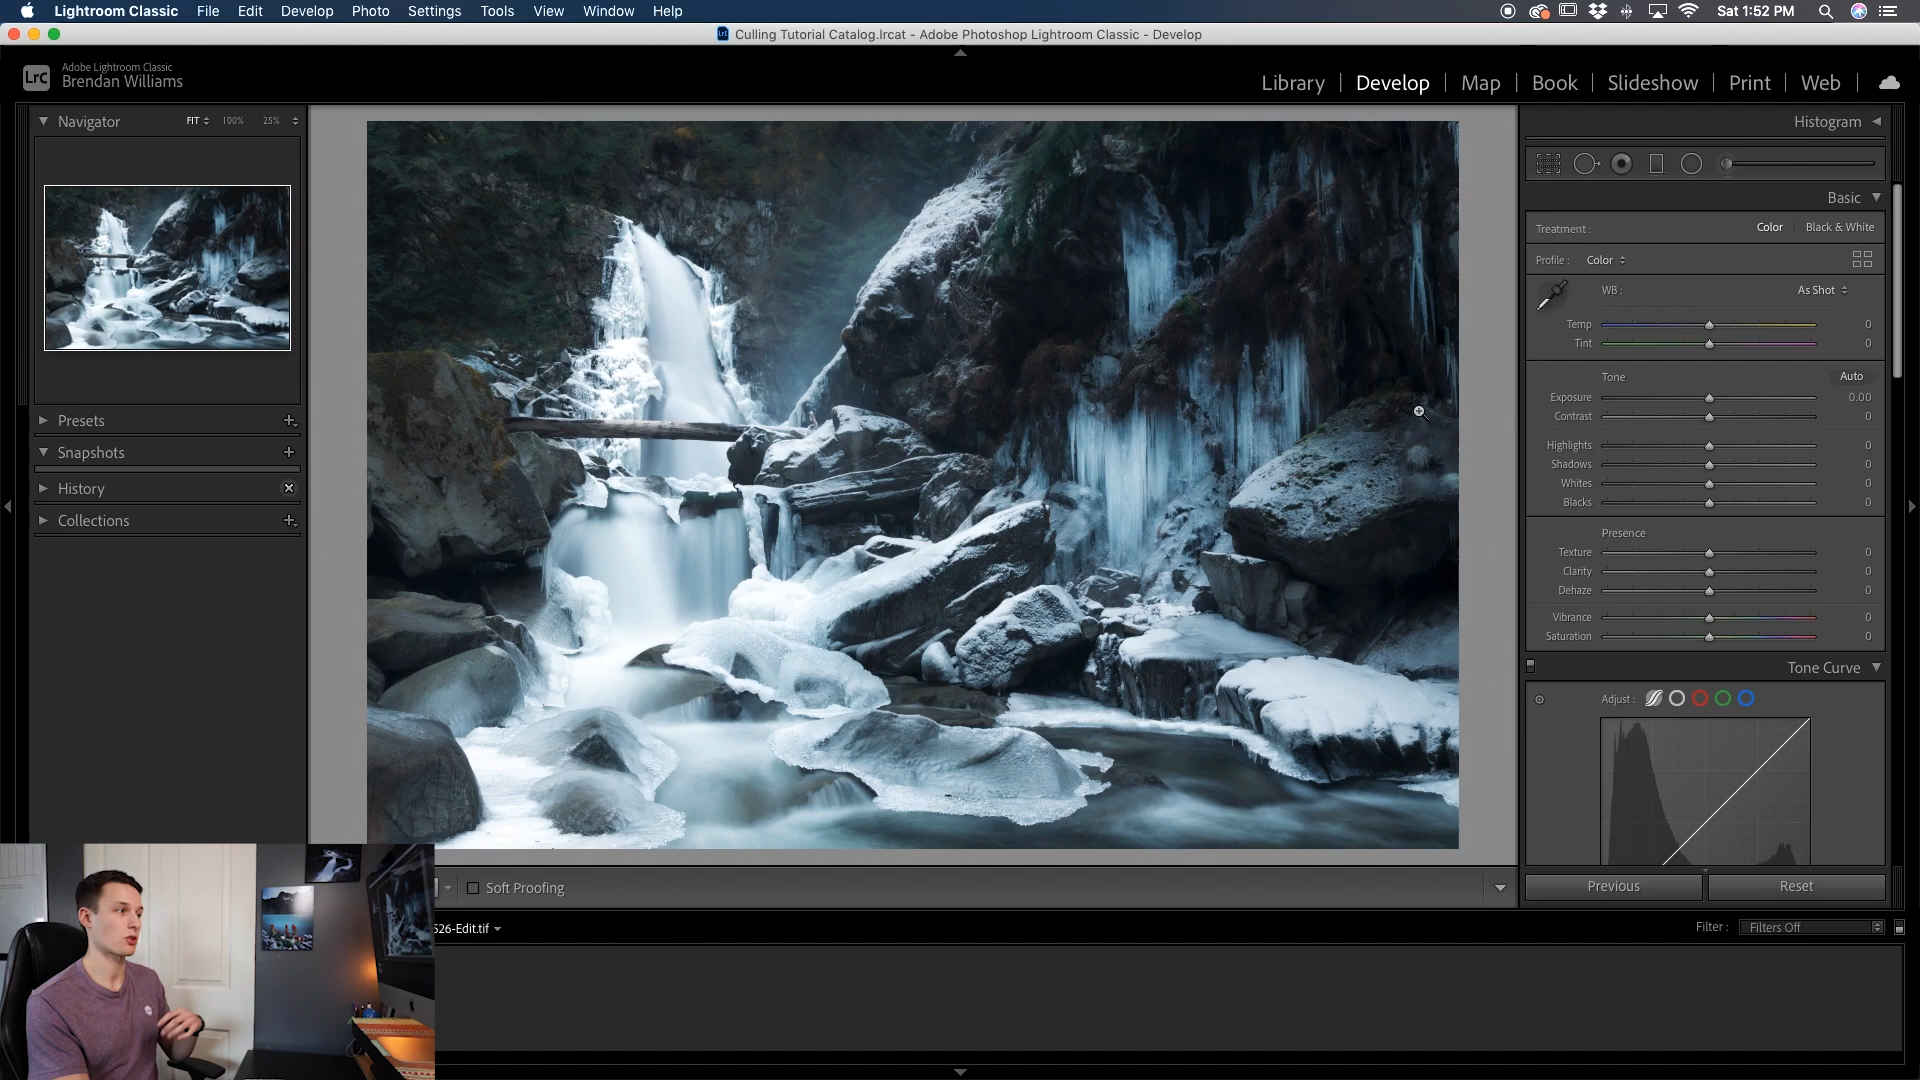 Lightroom Classic File Edit Develop Photo Settings Tools View Window Help Sat 1:52 PM
Culling Tutorial Catalog.lrcat - Adobe Photoshop Lightroom Classic - Develop
LrC
Adobe Lightroom Classic
Brendan Williams
Library Develop Map Book Slideshow Print Web
Navigator FIT 100% 25%
Presets
Snapshots
History
Collections
Histogram
Basic
Treatment : Color Black & White
Profile : Color
WB : As Shot
Temp 0
Tint 0
Tone Auto
Exposure 0.00
Contrast 0
Highlights 0
Shadows 0
Whites 0
Blacks 0
Presence
Texture 0
Clarity 0
Dehaze 0
Vibrance 0
Saturation 0
Tone Curve
Adjust :
Soft Proofing
Previous Reset
526-Edit.tif
Filter : Filters Off